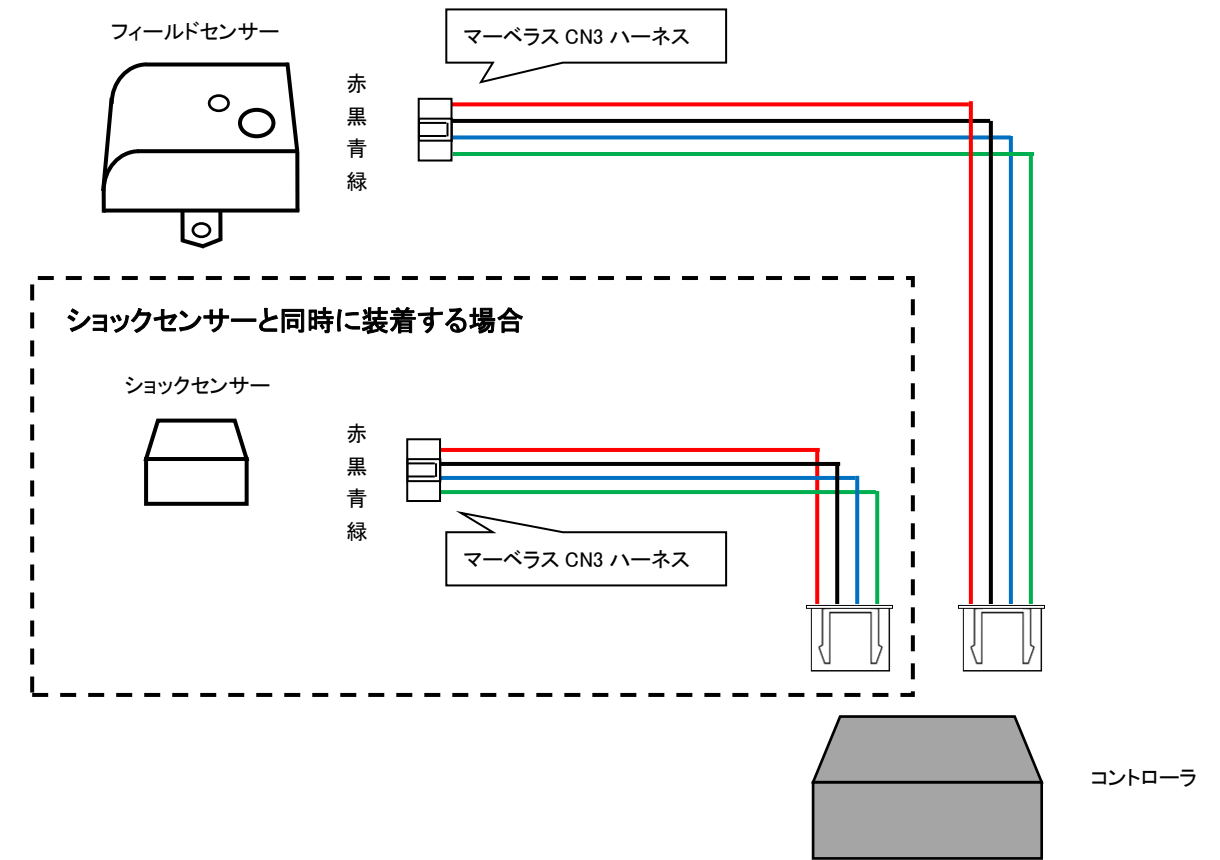 フィールドセンサー
マーベラス CN3 ハーネス
赤
黒
青
緑
ショックセンサーと同時に装着する場合
ショックセンサー
赤
黒
青
緑
マーベラス CN3 ハーネス
コントローラ